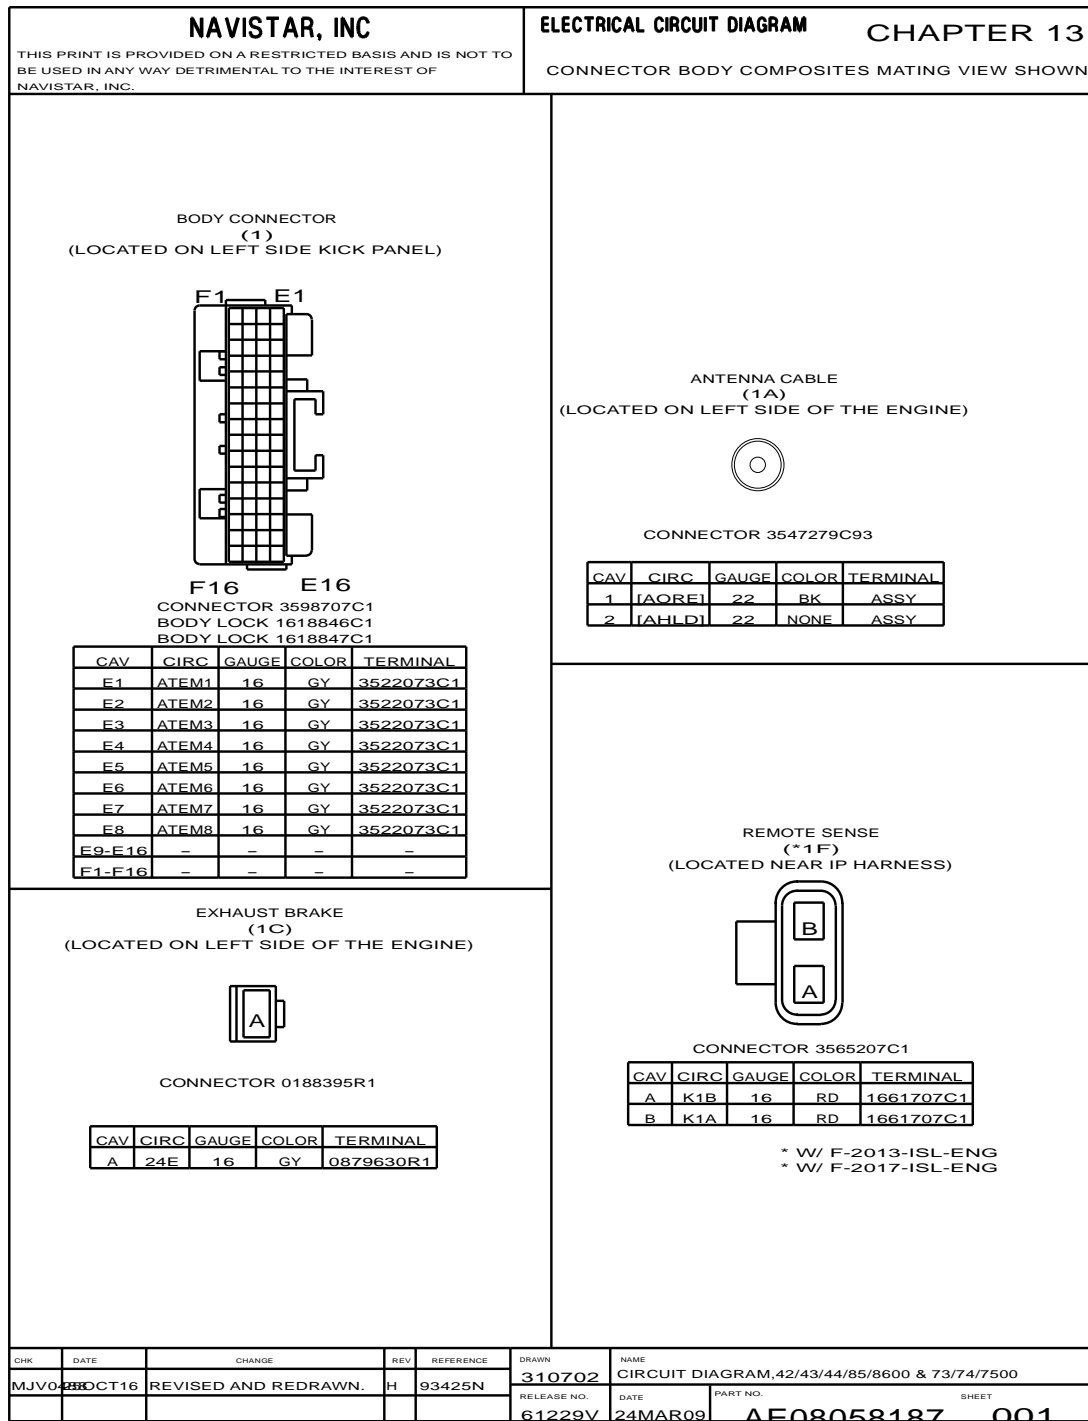 NAVISTAR, INC
THIS PRINT IS PROVIDED ON A RESTRICTED BASIS AND IS NOT TO
BE USED IN ANY WAY DETRIMENTAL TO THE INTEREST OF
NAVISTAR, INC.
ELECTRICAL CIRCUIT DIAGRAM
CHAPTER 13
CONNECTOR BODY COMPOSITES MATING VIEW SHOWN
BODY CONNECTOR
(1)
(LOCATED ON LEFT SIDE KICK PANEL)
F1 E1
F16 E16
CONNECTOR 3598707C1
BODY LOCK 1618846C1
BODY LOCK 1618847C1
CAV CIRC GAUGE COLOR TERMINAL
E1 ATEM1 16 GY 3522073C1
E2 ATEM2 16 GY 3522073C1
E3 ATEM3 16 GY 3522073C1
E4 ATEM4 16 GY 3522073C1
E5 ATEM5 16 GY 3522073C1
E6 ATEM6 16 GY 3522073C1
E7 ATEM7 16 GY 3522073C1
E8 ATEM8 16 GY 3522073C1
E9-E16 – – – –
F1-F16 – – – –
ANTENNA CABLE
(1A)
(LOCATED ON LEFT SIDE OF THE ENGINE)
CONNECTOR 3547279C93
CAV CIRC GAUGE COLOR TERMINAL
1 [AORE] 22 BK ASSY
2 [AHLD] 22 NONE ASSY
EXHAUST BRAKE
(1C)
(LOCATED ON LEFT SIDE OF THE ENGINE)
A
CONNECTOR 0188395R1
CAV CIRC GAUGE COLOR TERMINAL
A 24E 16 GY 0879630R1
REMOTE SENSE
(*1F)
(LOCATED NEAR IP HARNESS)
B
A
CONNECTOR 3565207C1
CAV CIRC GAUGE COLOR TERMINAL
A K1B 16 RD 1661707C1
B K1A 16 RD 1661707C1
* W/ F-2013-ISL-ENG
* W/ F-2017-ISL-ENG
CHK DATE CHANGE REV REFERENCE
REVISED AND REDRAWN. H 93425N
DRAWN
310702
NAME
CIRCUIT DIAGRAM,42/43/44/85/8600 & 73/74/7500
RELEASE NO.
61229V
DATE
24MAR09
PART NO.
AE08058187
SHEET
001